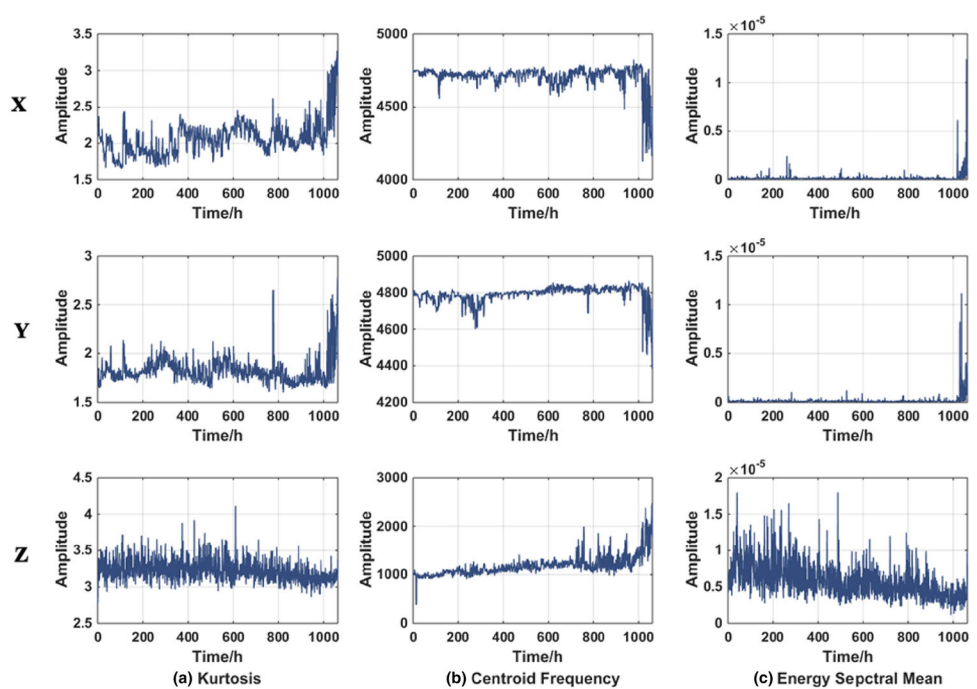 X
Amplitude
3.5
3
2.5
2
1.5
0 200 400 600 800 1000
Time/h
Amplitude
5000
4500
4000
0 200 400 600 800 1000
Time/h
Amplitude
×10-5
1.5
1
0.5
0
0 200 400 600 800 1000
Time/h
Y
Amplitude
3
2.5
2
1.5
0 200 400 600 800 1000
Time/h
Amplitude
5000
4800
4600
4400
4200
0 200 400 600 800 1000
Time/h
Amplitude
×10-5
1.5
1
0.5
0
0 200 400 600 800 1000
Time/h
Z
Amplitude
4.5
4
3.5
3
2.5
0 200 400 600 800 1000
Time/h
Amplitude
3000
2000
1000
0
0 200 400 600 800 1000
Time/h
Amplitude
×10-5
2
1.5
1
0.5
0
0 200 400 600 800 1000
Time/h
(a) Kurtosis
(b) Centroid Frequency
(c) Energy Sepctral Mean